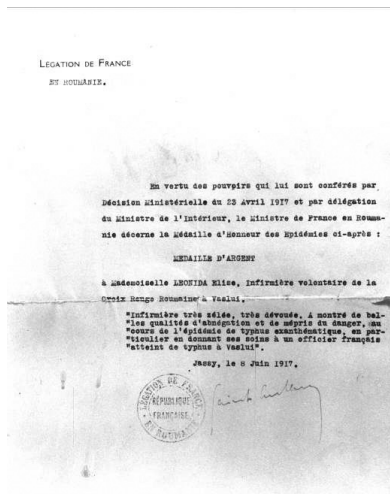 LEGATION DE FRANCE
EN ROUMANIE.
En vertu des pouvoirs qui lui sont conférés par
Décision Ministérielle du 23 Avril 1917 et par délégation
du Ministre de l'Intérieur, le Ministre de France en Rouma-
nie décerne la Médaille d'Honneur des Epidémies ci-après :
MEDAILLE D'ARGENT
à Mademoiselle LEONIDA Elise, Infirmière volontaire de la
Croix Rouge Roumaine à Vaslui.
"Infirmière très zélée, très dévouée. A montré de bel-
"les qualités d'abnégation et de mépris du danger, au
"cours de l'épidémie de typhus exanthématique, en par-
"ticulier en donnant ses soins à un officier français
"atteint de typhus à Vaslui".
Jassy, le 8 Juin 1917.
LEGATION DE FRANCE
RÉPUBLIQUE
FRANÇAISE
EN ROUMANIE